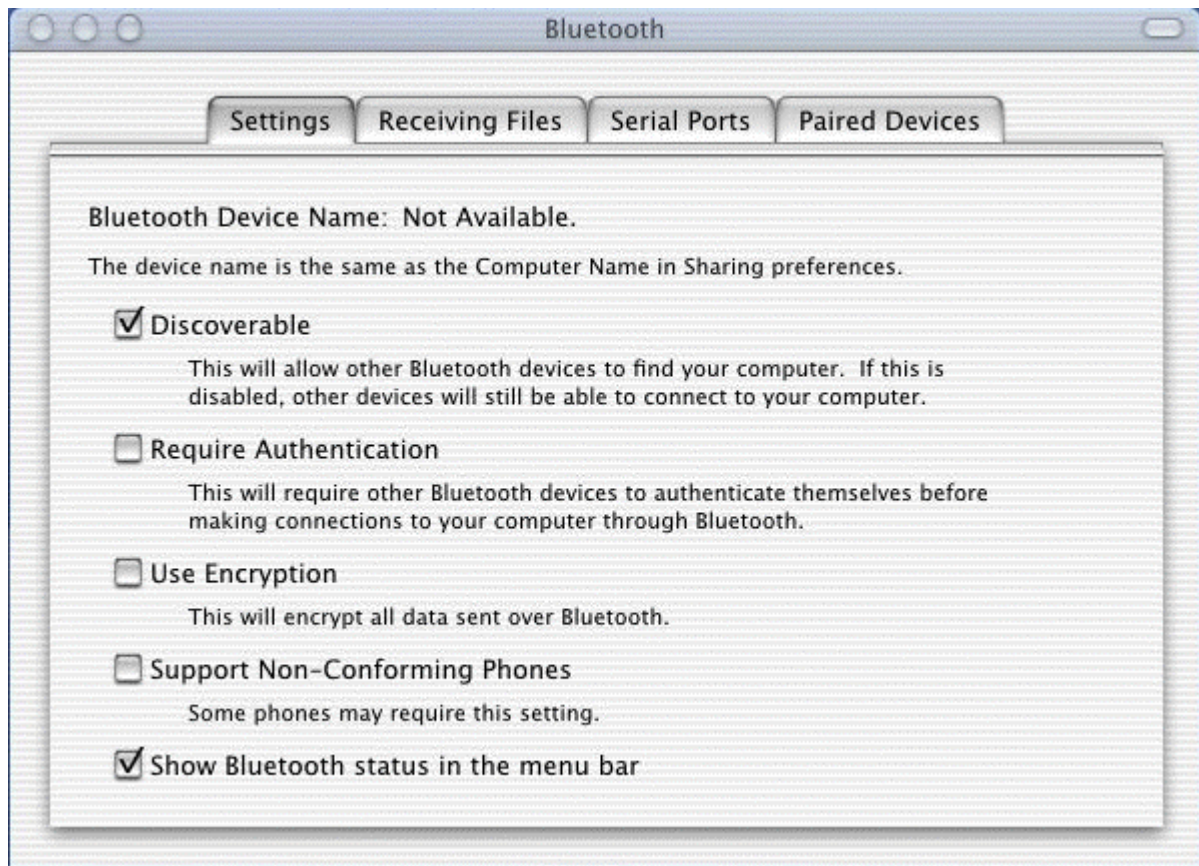 Bluetooth
Settings Receiving Files Serial Ports Paired Devices
Bluetooth Device Name: Not Available.
The device name is the same as the Computer Name in Sharing preferences.
Discoverable
This will allow other Bluetooth devices to find your computer. If this is
disabled, other devices will still be able to connect to your computer.
Require Authentication
This will require other Bluetooth devices to authenticate themselves before
making connections to your computer through Bluetooth.
Use Encryption
This will encrypt all data sent over Bluetooth.
Support Non-Conforming Phones
Some phones may require this setting.
Show Bluetooth status in the menu bar